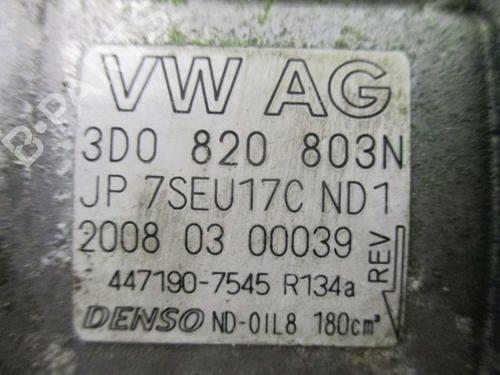 VW AG
3D0 820 803N
JP 7SEU17C ND1
2008 03 00039
REV
447190-7545 R134a
DENSO ND-OIL8 180cm³